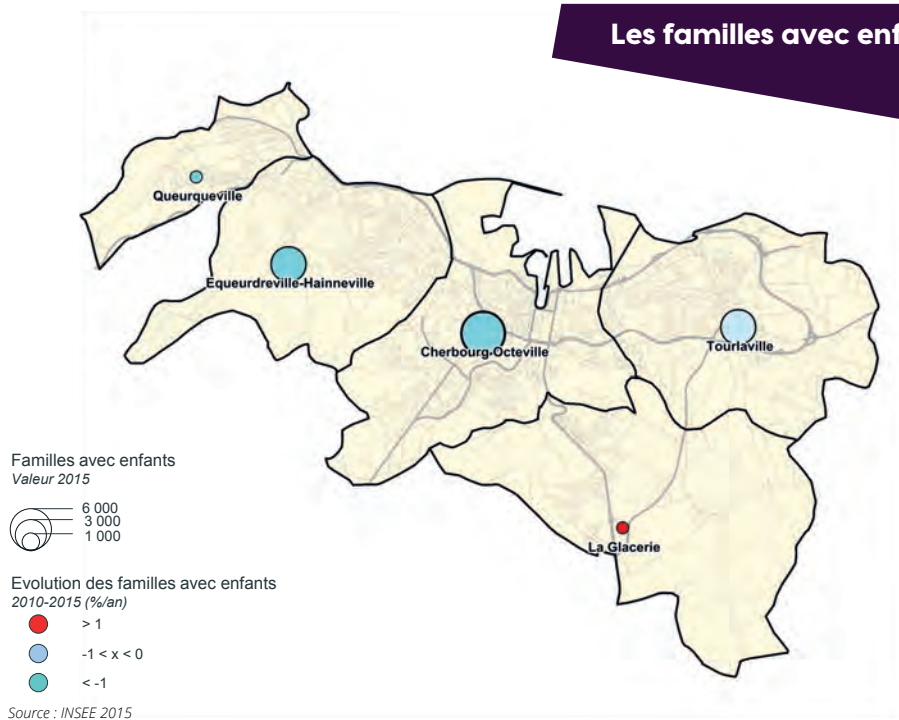 Les familles avec enf
Queurqueville
Equeurdreville-Hainneville
Cherbourg-Octeville
Tourlaville
La Glacerie
Familles avec enfants
Valeur 2015
6 000
3 000
1 000
Evolution des familles avec enfants
2010-2015 (%/an)
> 1
-1 < x < 0
< -1
Source : INSEE 2015